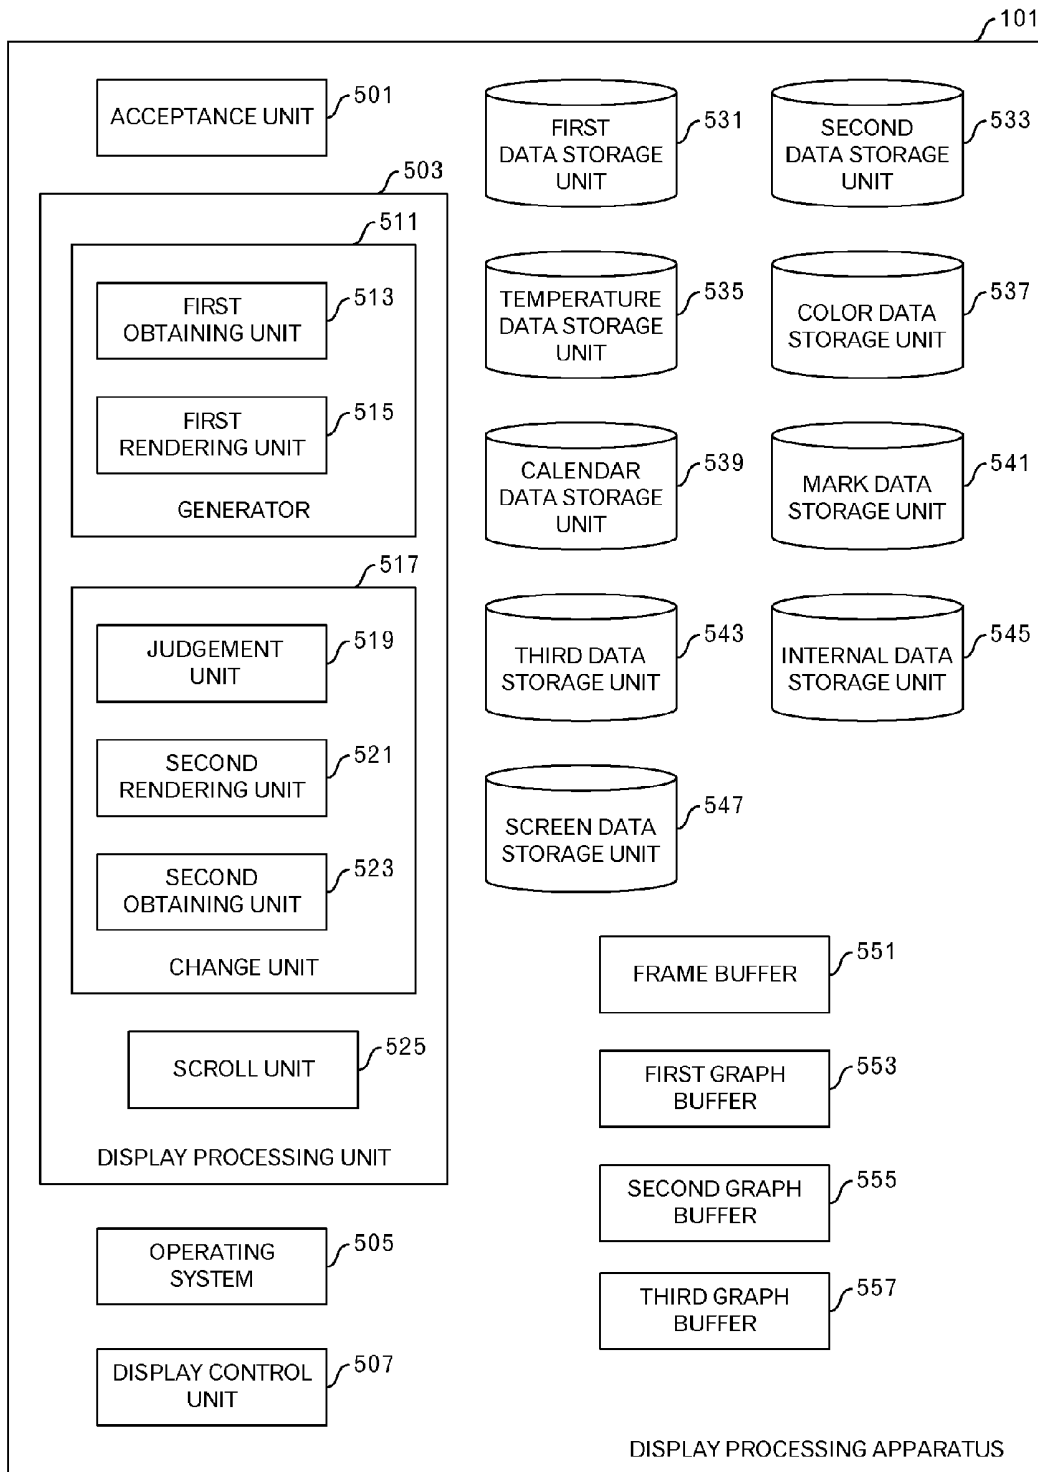 101
ACCEPTANCE UNIT
501
503
511
FIRST
OBTAINING UNIT
513
FIRST
RENDERING UNIT
515
GENERATOR
517
JUDGEMENT
UNIT
519
SECOND
RENDERING UNIT
521
SECOND
OBTAINING UNIT
523
CHANGE UNIT
SCROLL UNIT
525
DISPLAY PROCESSING UNIT
OPERATING
SYSTEM
505
DISPLAY CONTROL
UNIT
507
FIRST
DATA STORAGE
UNIT
531
SECOND
DATA STORAGE
UNIT
533
TEMPERATURE
DATA STORAGE
UNIT
535
COLOR DATA
STORAGE UNIT
537
CALENDAR
DATA STORAGE
UNIT
539
MARK DATA
STORAGE UNIT
541
THIRD DATA
STORAGE UNIT
543
INTERNAL DATA
STORAGE UNIT
545
SCREEN DATA
STORAGE UNIT
547
FRAME BUFFER
551
FIRST GRAPH
BUFFER
553
SECOND GRAPH
BUFFER
555
THIRD GRAPH
BUFFER
557
DISPLAY PROCESSING APPARATUS